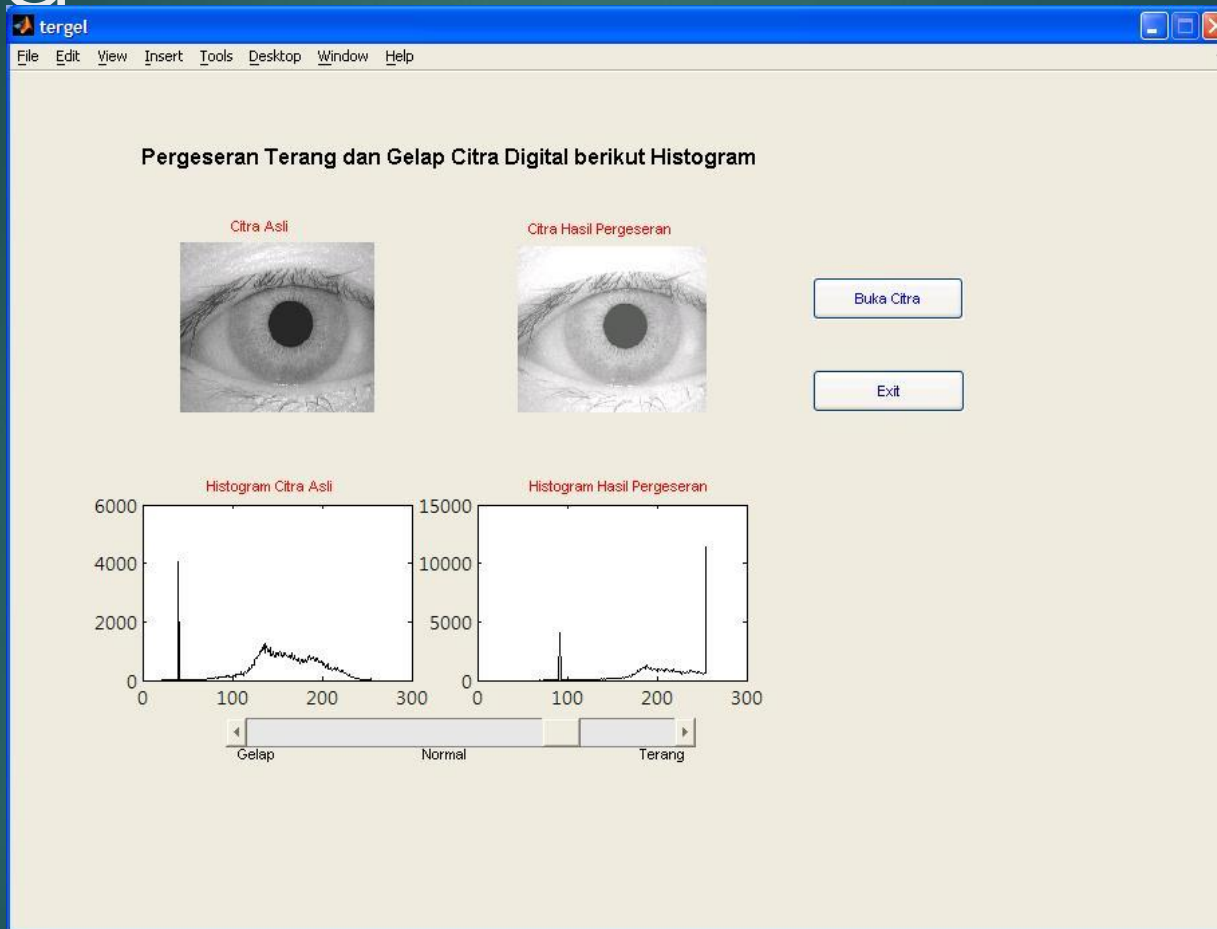 tergel
File Edit View Insert Tools Desktop Window Help
Pergeseran Terang dan Gelap Citra Digital berikut Histogram
Citra Asli
Citra Hasil Pergeseran
Buka Citra
Exit
Histogram Citra Asli
6000
4000
2000
0
0 100 200 300
Histogram Hasil Pergeseran
15000
10000
5000
0
0 100 200 300
Gelap Normal Terang